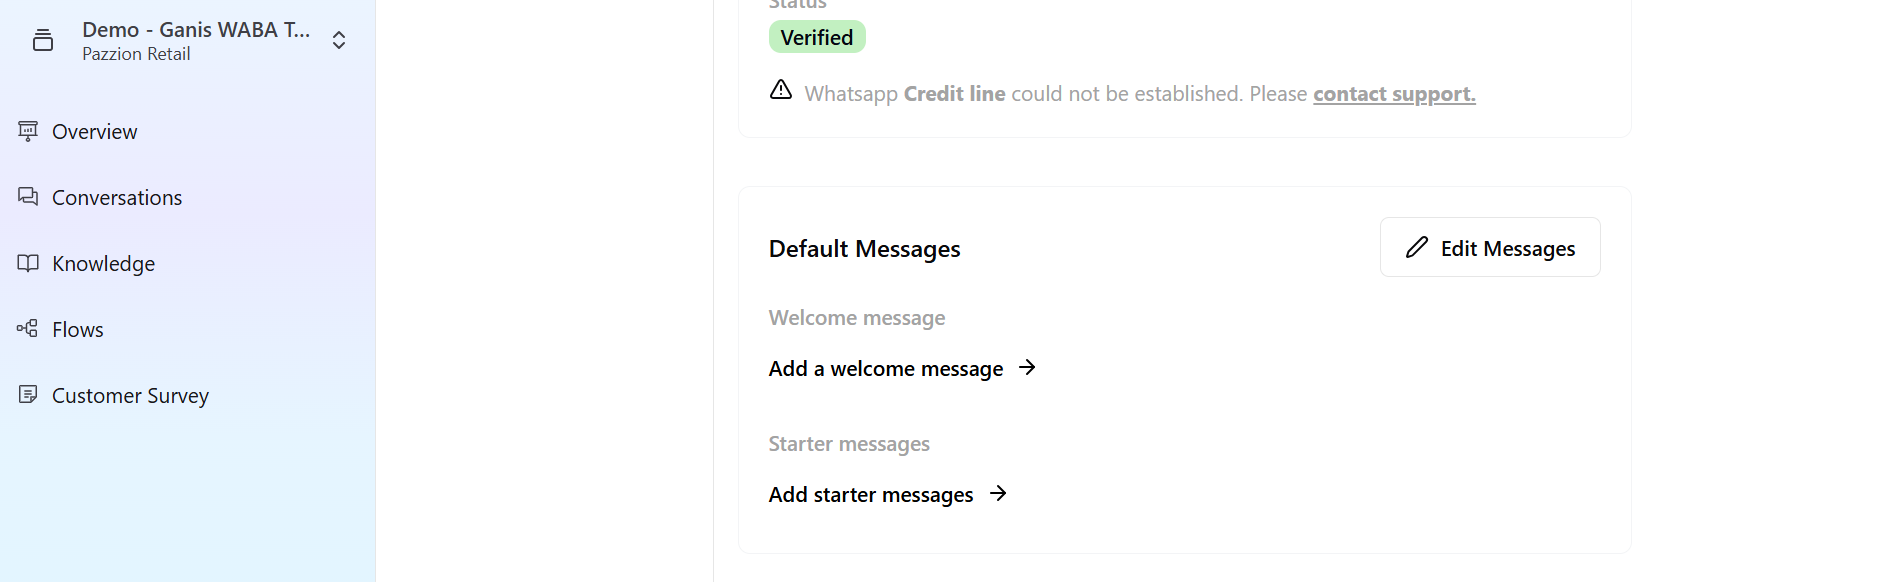 Demo - Ganis WABA T...
Pazzion Retail
Overview
Conversations
Knowledge
Flows
Customer Survey
Status
Verified
Whatsapp Credit line could not be established. Please contact support.
Default Messages
Edit Messages
Welcome message
Add a welcome message
Starter messages
Add starter messages